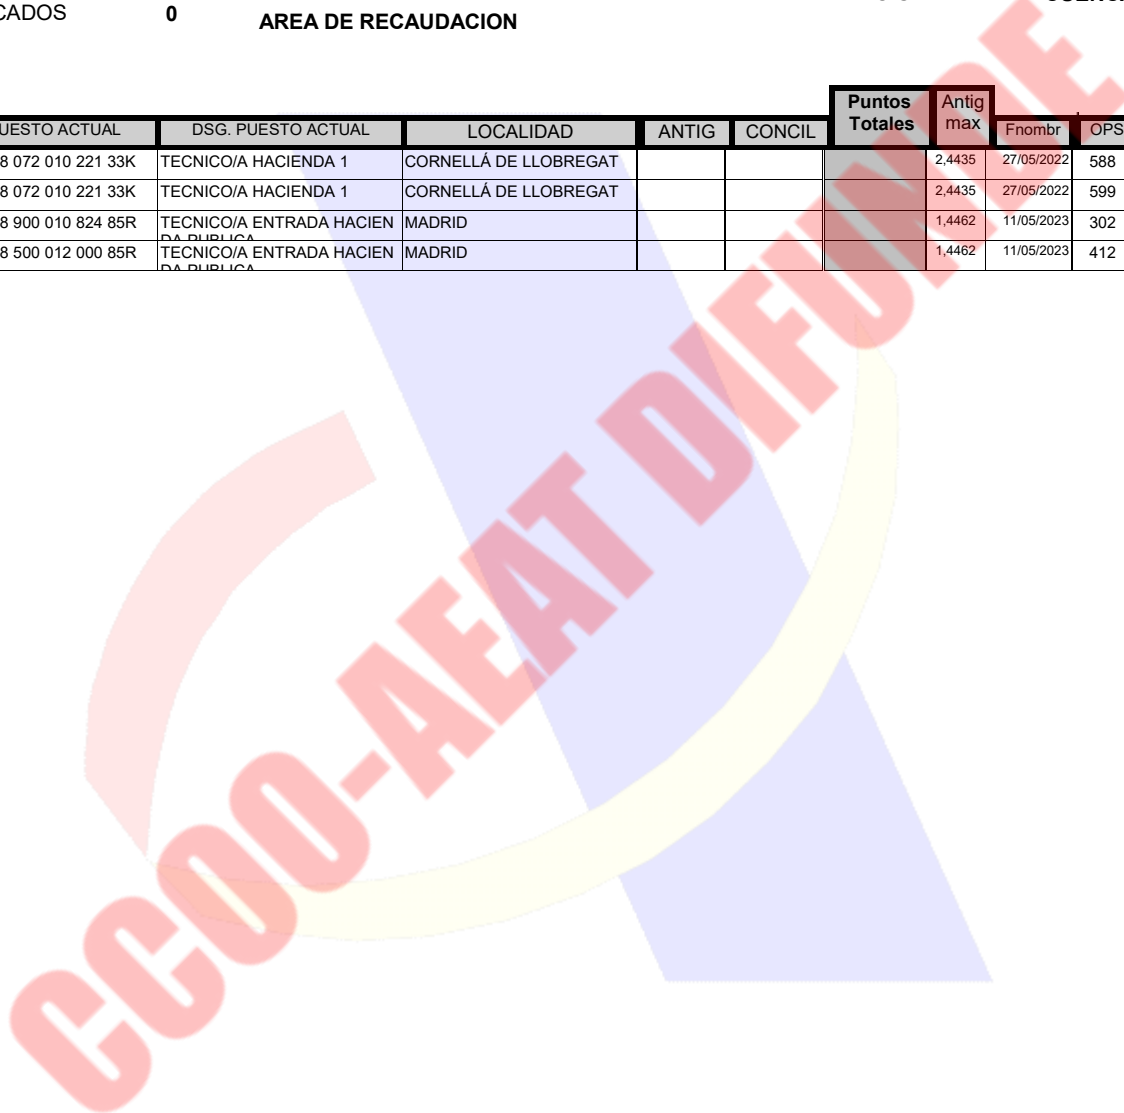 CADOS 0 AREA DE RECAUDACION
Puntos Totales Antig max
UESTO ACTUAL DSG. PUESTO ACTUAL LOCALIDAD ANTIG CONCIL Fnombr OPS
8 072 010 221 33K TECNICO/A HACIENDA 1 CORNELLÁ DE LLOBREGAT 2,4435 27/05/2022 588
8 072 010 221 33K TECNICO/A HACIENDA 1 CORNELLÁ DE LLOBREGAT 2,4435 27/05/2022 599
8 900 010 824 85R TECNICO/A ENTRADA HACIEN MADRID 1,4462 11/05/2023 302
DA PUBLICA
8 500 012 000 85R TECNICO/A ENTRADA HACIEN MADRID 1,4462 11/05/2023 412
DA PUBLICA
CCOO-AEAT DIFUNDE